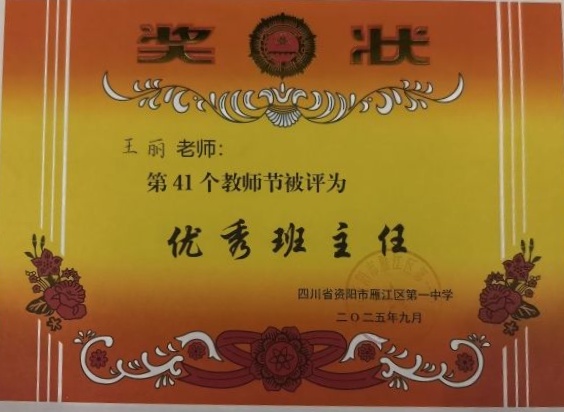 奖状
王丽 老师：
第41个教师节被评为
优秀班主任
四川省资阳市雁江区第一中学
二〇二五年九月